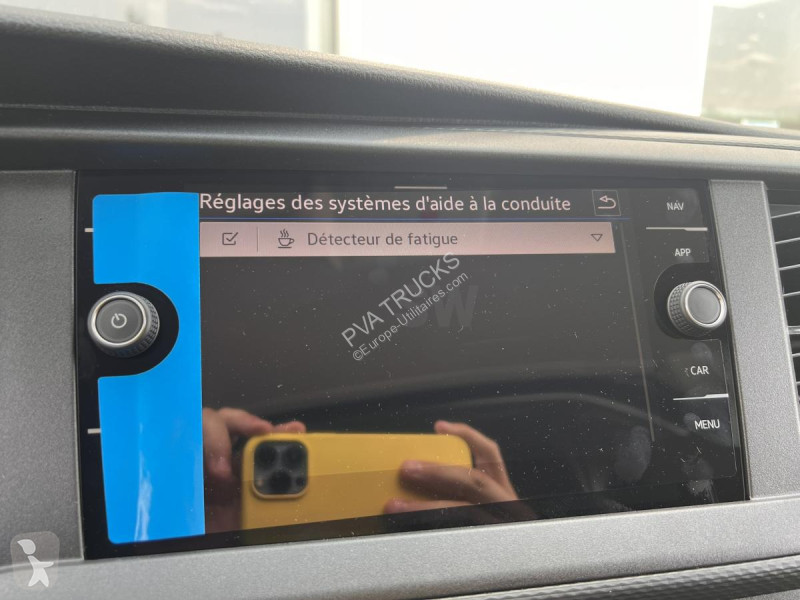 Réglages des systèmes d'aide à la conduite
Détecteur de fatigue
NAV
APP
CAR
MENU
PVA TRUCKS
©Europe-Utilitaires.com